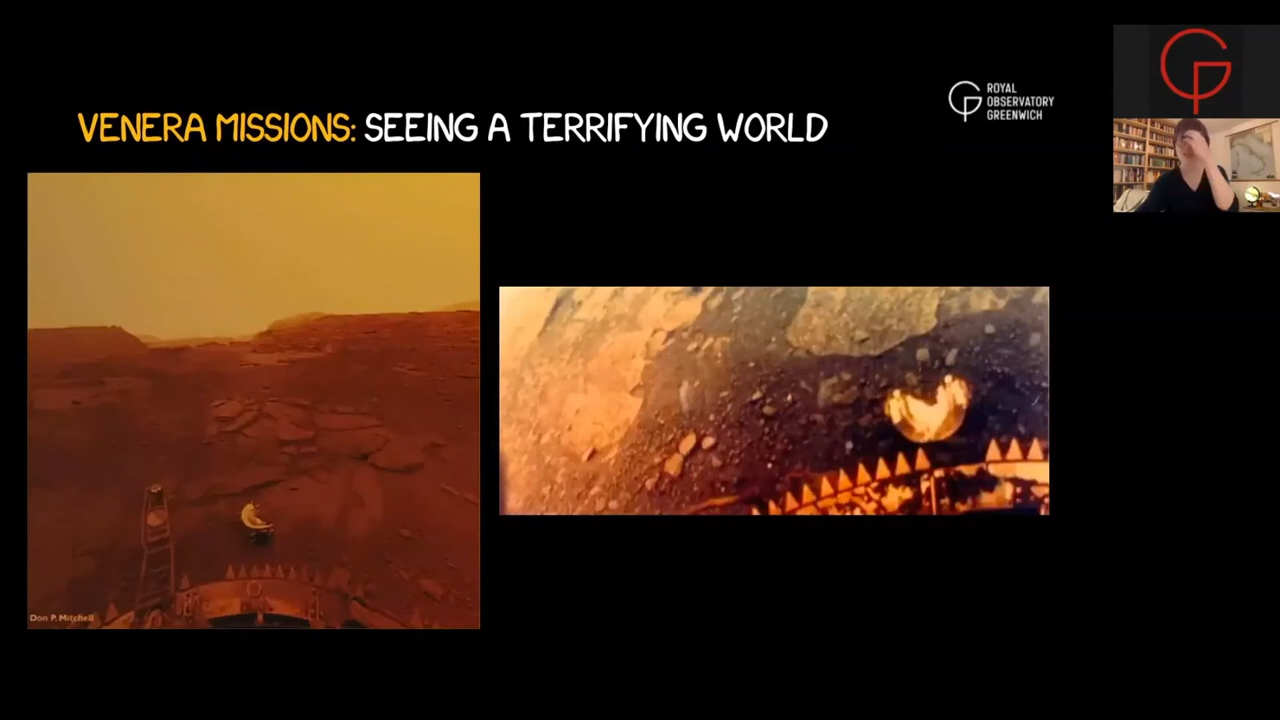 VENERA MISSIONS: SEEING A TERRIFYING WORLD
ROYAL
OBSERVATORY
GREENWICH
Don P. Mitchell